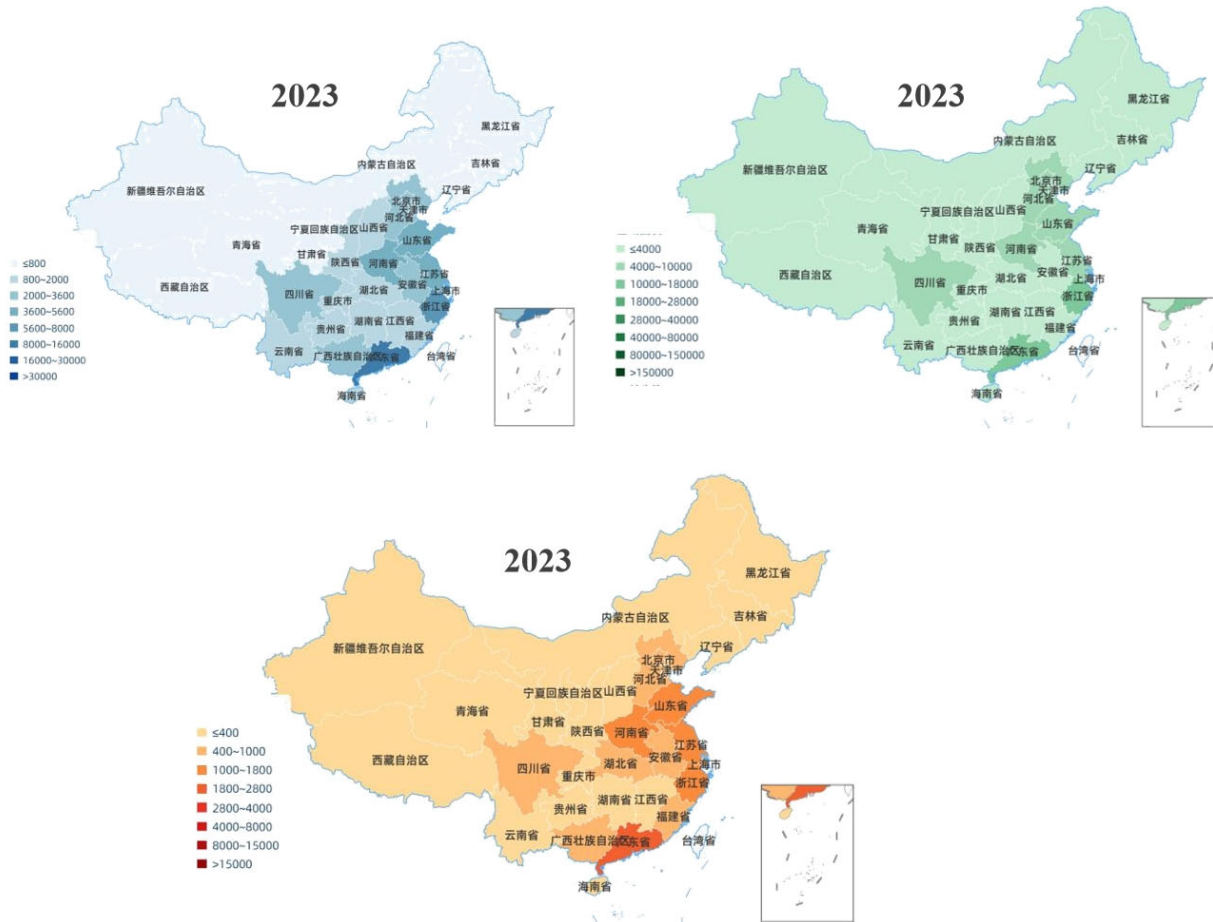 2023
黑龙江省
内蒙古自治区
吉林省
新疆维吾尔自治区
辽宁省
北京市
天津市
河北省
宁夏回族自治区
山西省
山东省
青海省
甘肃省
陕西省
河南省
江苏省
西藏自治区
四川省
湖北省
安徽省
上海市
重庆市
浙江省
贵州省
湖南省
江西省
福建省
云南省
广西壮族自治区
东省
台湾省
海南省
≤800
800~2000
2000~3600
3600~5600
5600~8000
8000~16000
16000~30000
>30000
2023
黑龙江省
内蒙古自治区
吉林省
新疆维吾尔自治区
辽宁省
北京市
天津市
河北省
宁夏回族自治区
山西省
山东省
青海省
甘肃省
陕西省
河南省
江苏省
西藏自治区
四川省
湖北省
安徽省
上海市
重庆市
浙江省
贵州省
湖南省
江西省
福建省
云南省
广西壮族自治区
东省
台湾省
海南省
≤4000
4000~10000
10000~18000
18000~28000
28000~40000
40000~80000
80000~150000
>150000
2023
黑龙江省
内蒙古自治区
吉林省
新疆维吾尔自治区
辽宁省
北京市
天津市
河北省
宁夏回族自治区
山西省
山东省
青海省
甘肃省
陕西省
河南省
江苏省
西藏自治区
四川省
湖北省
安徽省
上海市
重庆市
浙江省
贵州省
湖南省
江西省
福建省
云南省
广西壮族自治区
东省
台湾省
海南省
≤400
400~1000
1000~1800
1800~2800
2800~4000
4000~8000
8000~15000
>15000